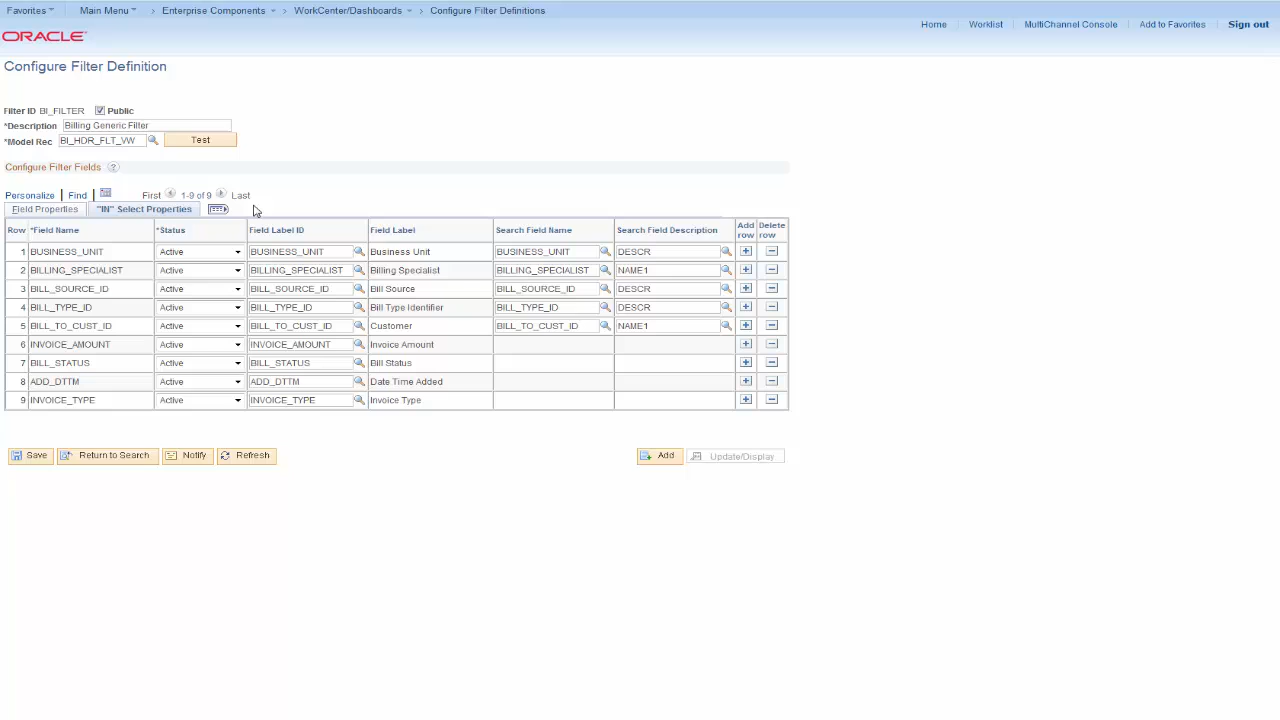 Favorites Main Menu > Enterprise Components > WorkCenter/Dashboards > Configure Filter Definitions
Home Worklist MultiChannel Console Add to Favorites Sign out
ORACLE
Configure Filter Definition
Filter ID BI_FILTER Public
*Description Billing Generic Filter
*Model Rec BI_HDR_FLT_VW Test
Configure Filter Fields ?
Personalize | Find | First 1-9 of 9 Last
Field Properties "IN" Select Properties
Row *Field Name *Status Field Label ID Field Label Search Field Name Search Field Description Add row Delete row
1 BUSINESS_UNIT Active BUSINESS_UNIT Business Unit BUSINESS_UNIT DESCR
2 BILLING_SPECIALIST Active BILLING_SPECIALIST Billing Specialist BILLING_SPECIALIST NAME1
3 BILL_SOURCE_ID Active BILL_SOURCE_ID Bill Source BILL_SOURCE_ID DESCR
4 BILL_TYPE_ID Active BILL_TYPE_ID Bill Type Identifier BILL_TYPE_ID DESCR
5 BILL_TO_CUST_ID Active BILL_TO_CUST_ID Customer BILL_TO_CUST_ID NAME1
6 INVOICE_AMOUNT Active INVOICE_AMOUNT Invoice Amount
7 BILL_STATUS Active BILL_STATUS Bill Status
8 ADD_DTTM Active ADD_DTTM Date Time Added
9 INVOICE_TYPE Active INVOICE_TYPE Invoice Type
Save Return to Search Notify Refresh Add Update/Display